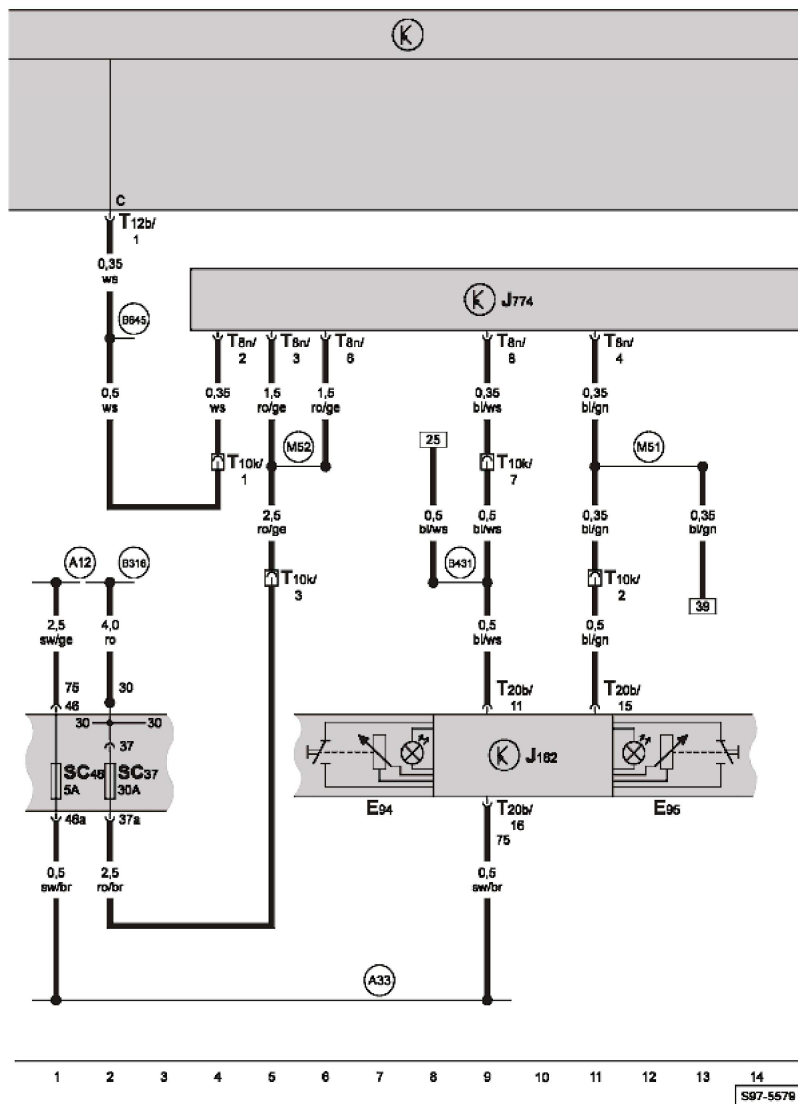 K
C
T12b/
1
0,35
ws
B645
K J774
T8n/
2
T8n/
3
T8n/
6
T8n/
8
T8n/
4
0,5
ws
0,35
ws
1,5
ro/ge
1,5
ro/ge
0,35
bl/ws
0,35
bl/gn
25
M52
M51
T10k/
1
T10k/
7
2,5
ro/ge
0,5
bl/ws
0,5
bl/ws
0,35
bl/gn
0,35
bl/gn
A12
B316
B431
T10k/
3
T10k/
2
39
2,5
sw/ge
4,0
ro
0,5
bl/ws
0,5
bl/gn
75
46
30
T20b/
11
T20b/
15
30 30
37
SC46
5A
SC37
30A
K J162
46a
37a
E94
E95
T20b/
16
75
0,5
sw/br
2,5
ro/br
0,5
sw/br
A33
1 2 3 4 5 6 7 8 9 10 11 12 13 14
S97-5579